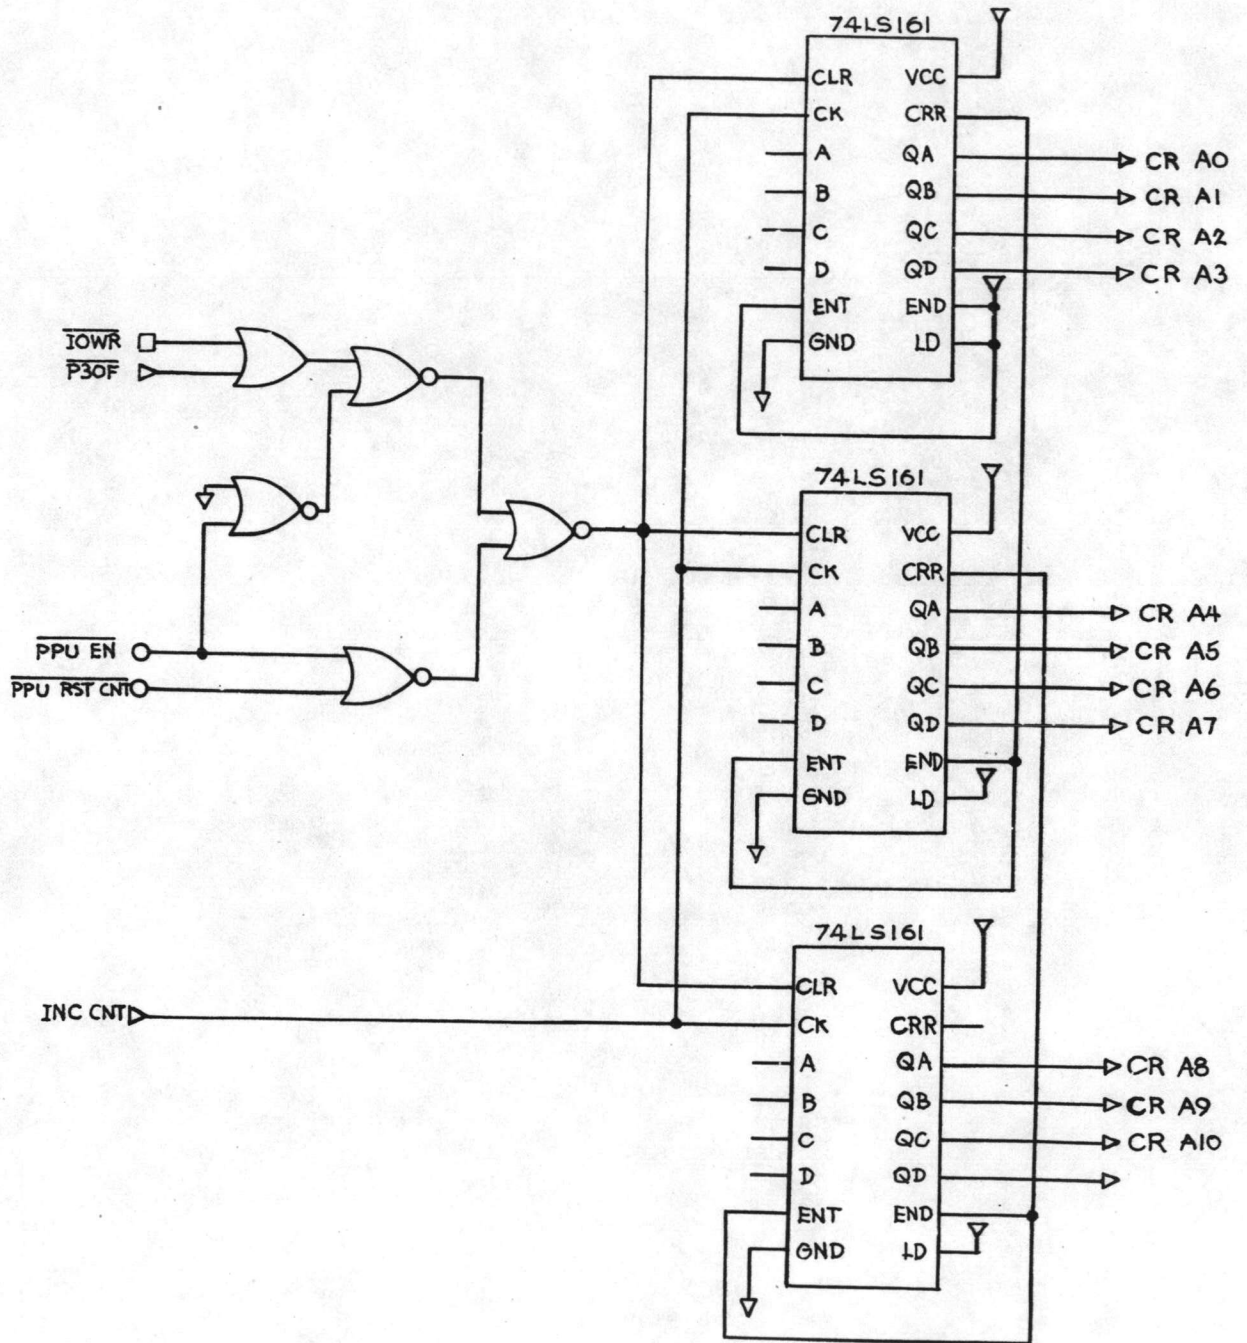 74LS161
CLR VCC
CK CRR
A QA CR A0
B QB CR A1
C QC CR A2
D QD CR A3
ENT END
GND LD
IOWR
P30F
74LS161
CLR VCC
CK CRR
A QA CR A4
B QB CR A5
C QC CR A6
D QD CR A7
ENT END
GND LD
PPU EN
PPU RST CNT
74LS161
CLR VCC
INC CNT CK CRR
A QA CR A8
B QB CR A9
C QC CR A10
D QD
ENT END
GND LD